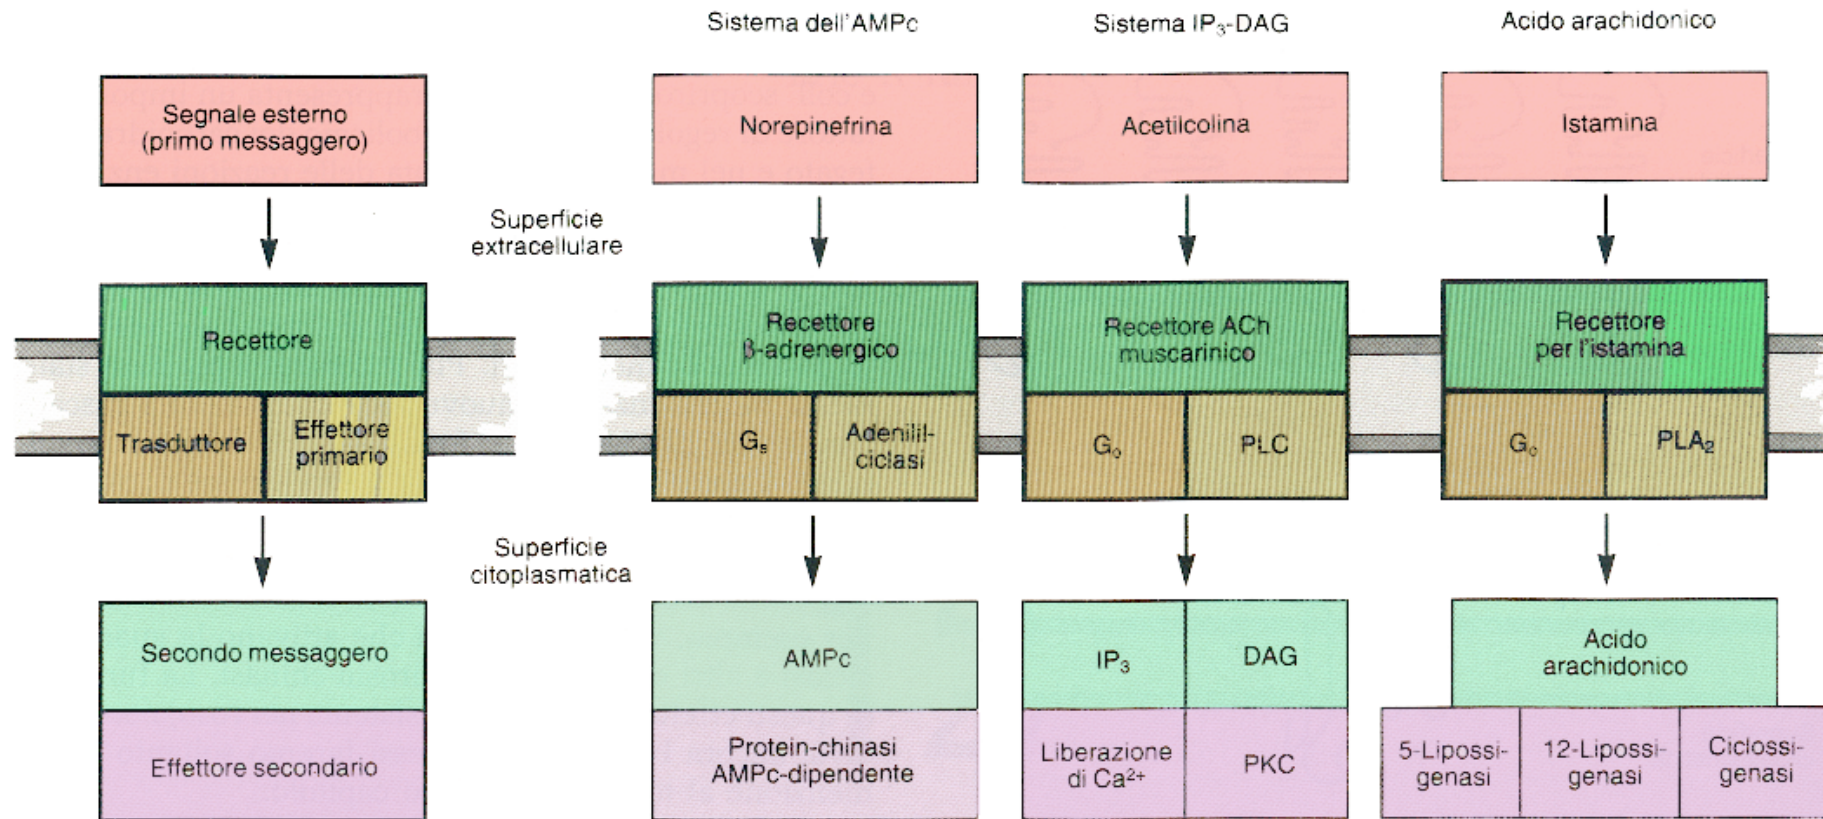 Sistema dell'AMPc
Sistema IP₃-DAG
Acido arachidonico
Segnale esterno
(primo messaggero)
Norepinefrina
Acetilcolina
Istamina
Superficie
extracellulare
Recettore
Recettore
β-adrenergico
Recettore ACh
muscarinico
Recettore
per l'istamina
Trasduttore
Effettore
primario
Gₛ
Adenilil-
ciclasi
Gₒ
PLC
PLA₂
Superficie
citoplasmatica
Secondo messaggero
AMPc
IP₃
DAG
Acido
arachidonico
Effettore secondario
Protein-chinasi
AMPc-dipendente
Liberazione
di Ca²⁺
PKC
5-Lipossi-
genasi
12-Lipossi-
genasi
Ciclossi-
genasi